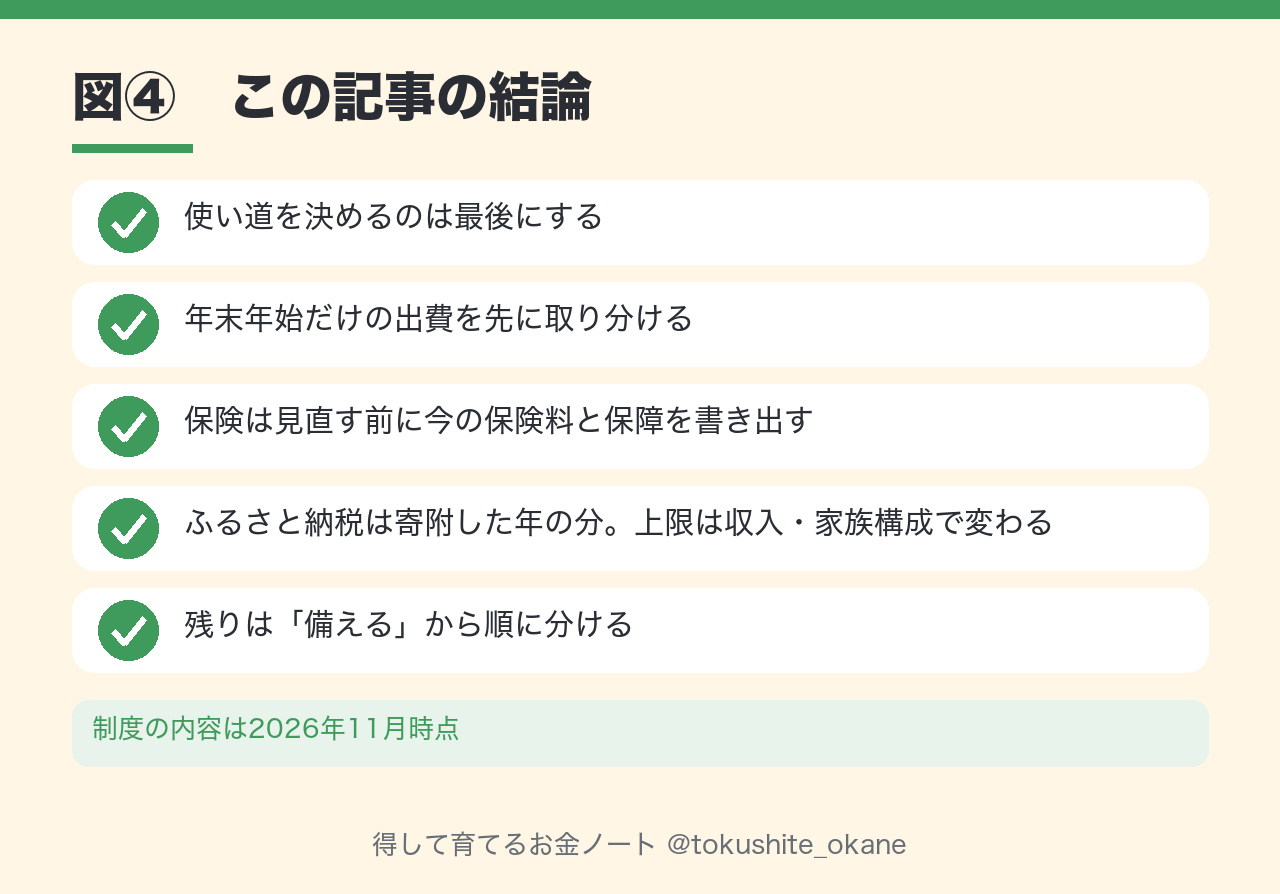 図④　この記事の結論
使い道を決めるのは最後にする
年末年始だけの出費を先に取り分ける
保険は見直す前に今の保険料と保障を書き出す
ふるさと納税は寄附した年の分。上限は収入・家族構成で変わる
残りは「備える」から順に分ける
制度の内容は2026年11月時点
得して育てるお金ノート @tokushite_okane